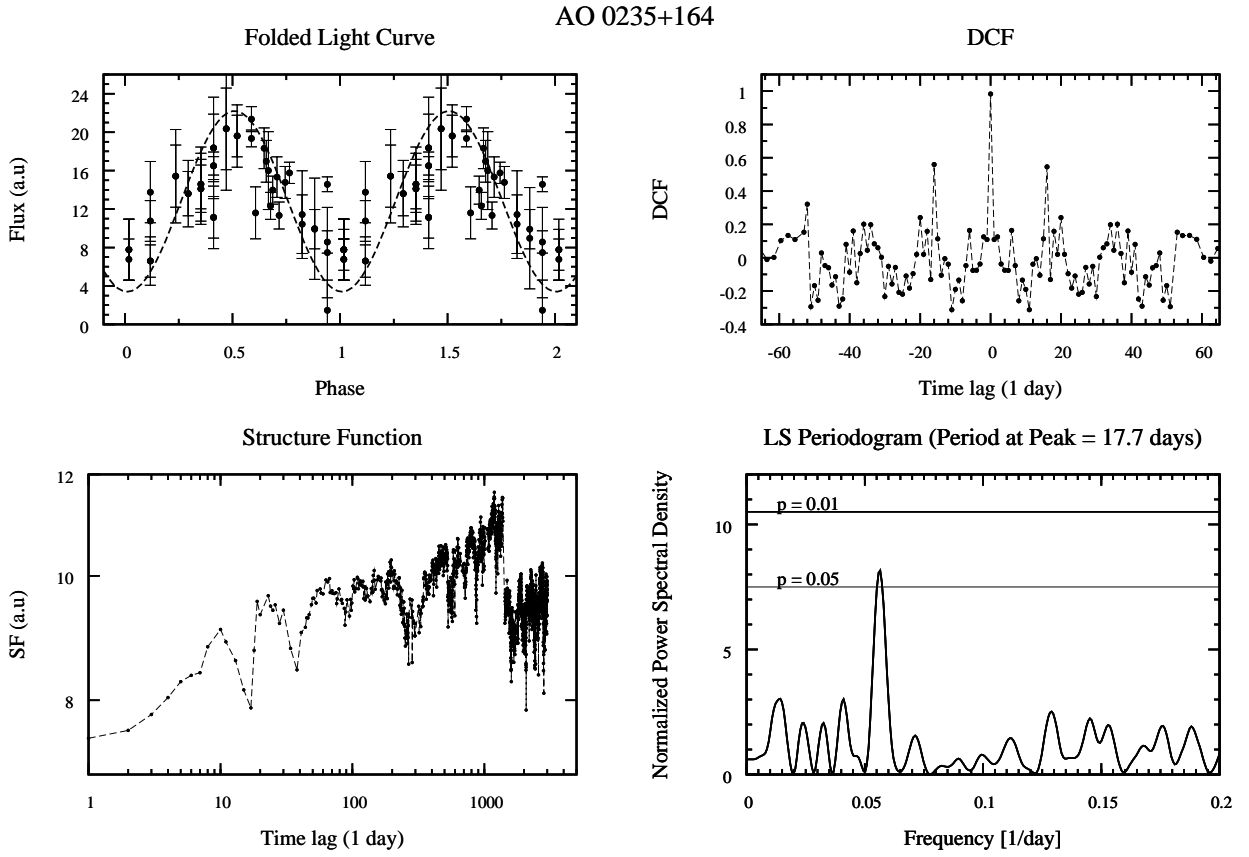 AO 0235+164
Folded Light Curve
DCF
Flux (a.u)
24
20
16
12
8
4
0
0
0.5
1
1.5
2
Phase
DCF
1
0.8
0.6
0.4
0.2
0
-0.2
-0.4
-60
-40
-20
0
20
40
60
Time lag (1 day)
Structure Function
LS Periodogram (Period at Peak = 17.7 days)
SF (a.u)
12
10
8
1
10
100
1000
Time lag (1 day)
Normalized Power Spectral Density
10
5
0
p = 0.01
p = 0.05
0
0.05
0.1
0.15
0.2
Frequency [1/day]